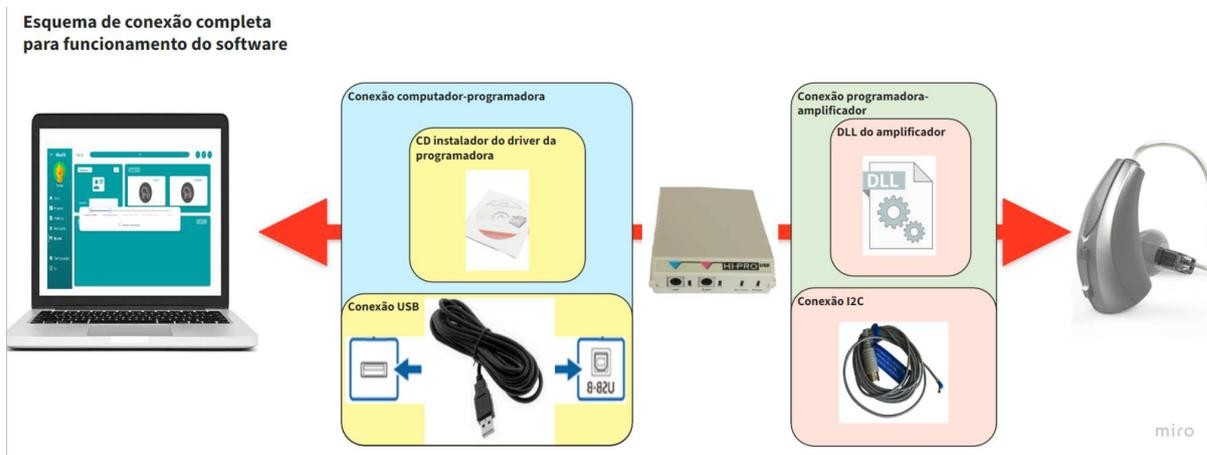 Esquema de conexão completa
para funcionamento do software
Conexão computador-programadora
CD instalador do driver da
programadora
Conexão USB
USB-B
HI-PRO USB
Conexão programadora-
amplificador
DLL do amplificador
DLL
Conexão I2C
miro